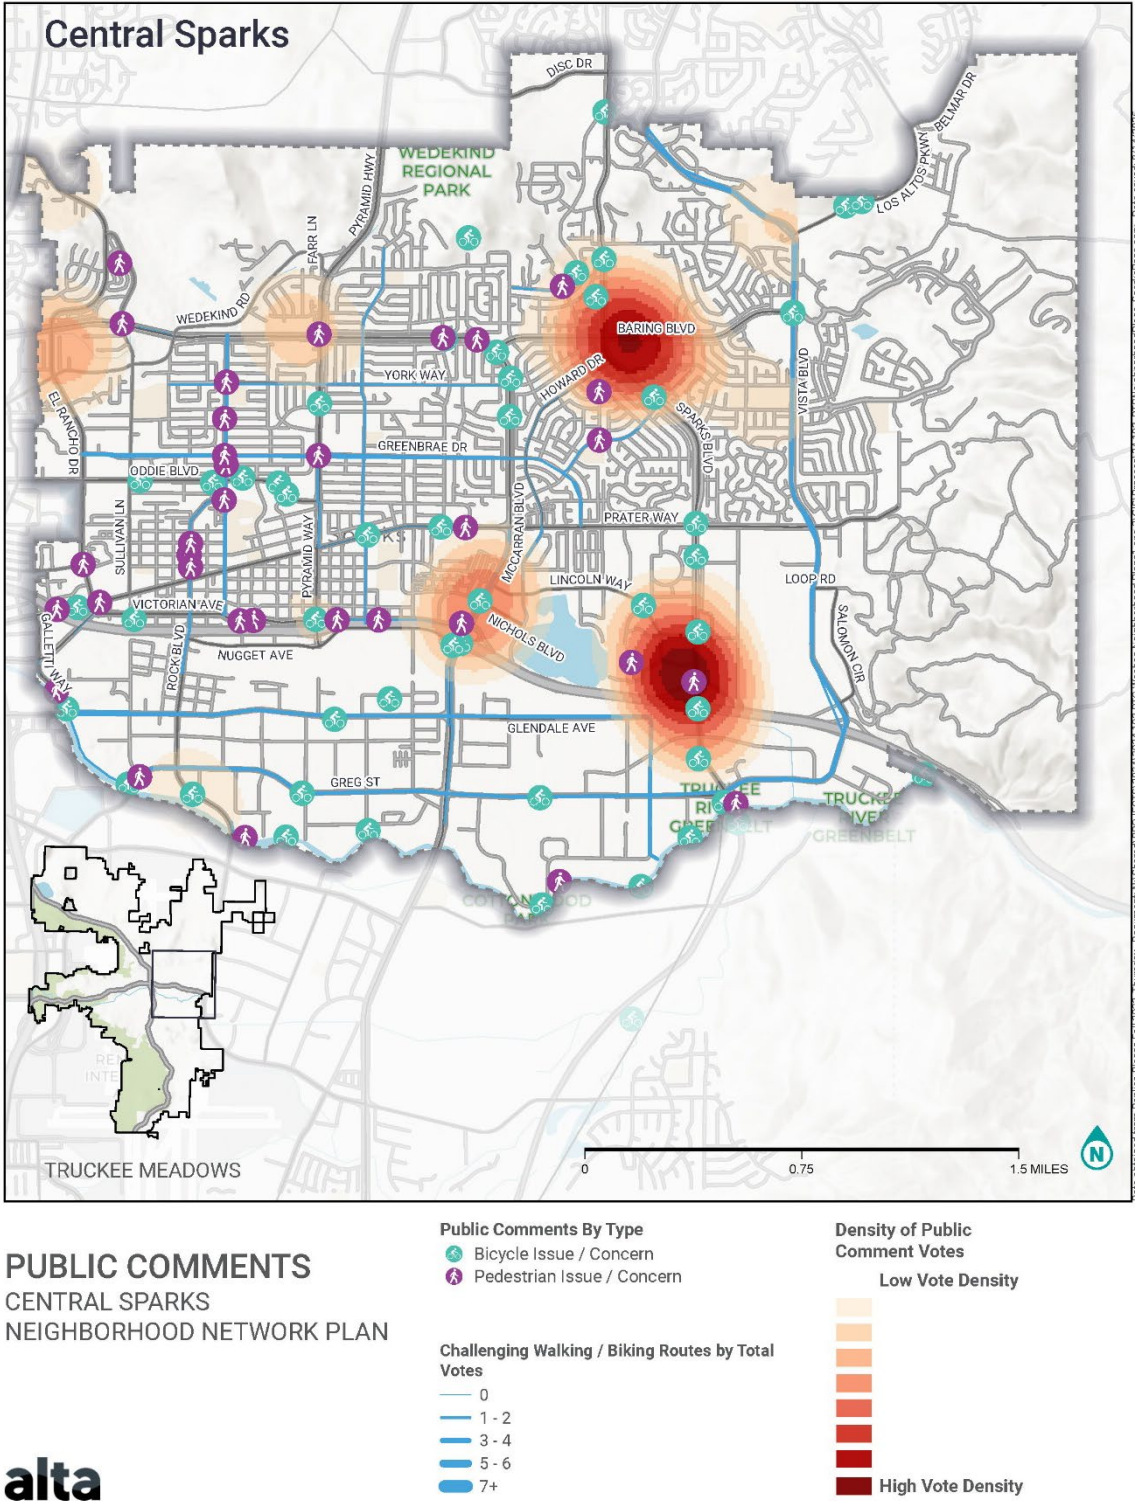 Central Sparks
DISC DR
BELMAR DR
WEDEKIND
REGIONAL
PARK
PYRAMID HWY
LOS ALTOS PKWY
FARR LN
WEDEKIND RD
BARING BLVD
YORK WAY
HOWARD DR
VISTA BLVD
EL RANCHO DR
SPARKS BLVD
GREENBRAE DR
ODDIE BLVD
SULLIVAN LN
PYRAMID WAY
MCCARRAN BLVD
PRATER WAY
LINCOLN WAY
LOOP RD
VICTORIAN AVE
SALOMON CIR
GALLETTI WAY
ROCK BLVD
NICHOLS BLVD
NUGGET AVE
GLENDALE AVE
GREG ST
TRUCKEE
RIVER
GREENBELT
TRUCKEE
RIVER
GREENBELT
COTTONWOOD
PARK
TRUCKEE MEADOWS
0 0.75 1.5 MILES
N
PUBLIC COMMENTS
CENTRAL SPARKS
NEIGHBORHOOD NETWORK PLAN
alta
Public Comments By Type
Bicycle Issue / Concern
Pedestrian Issue / Concern
Challenging Walking / Biking Routes by Total
Votes
0
1 - 2
3 - 4
5 - 6
7+
Density of Public
Comment Votes
Low Vote Density
High Vote Density